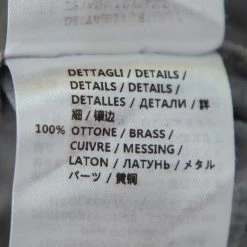 DETTAGLI / DETAILS /
DETAILS / DETAILS /
DETALLES / ДЕТАЛИ / 詳
細 / 镶边
100% OTTONE / BRASS /
CUIVRE / MESSING /
LATON / ЛАТУНЬ / メタル
パーツ / 黄铜